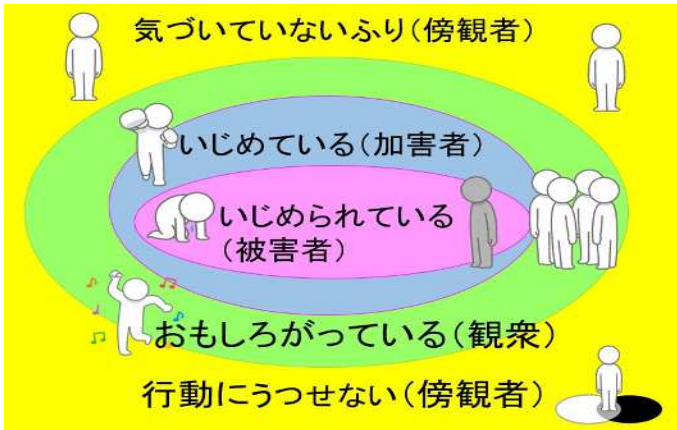 気づいていないふり(傍観者)
いじめている(加害者)
いじめられている
(被害者)
おもしろがっている(観衆)
行動にうつせない(傍観者)